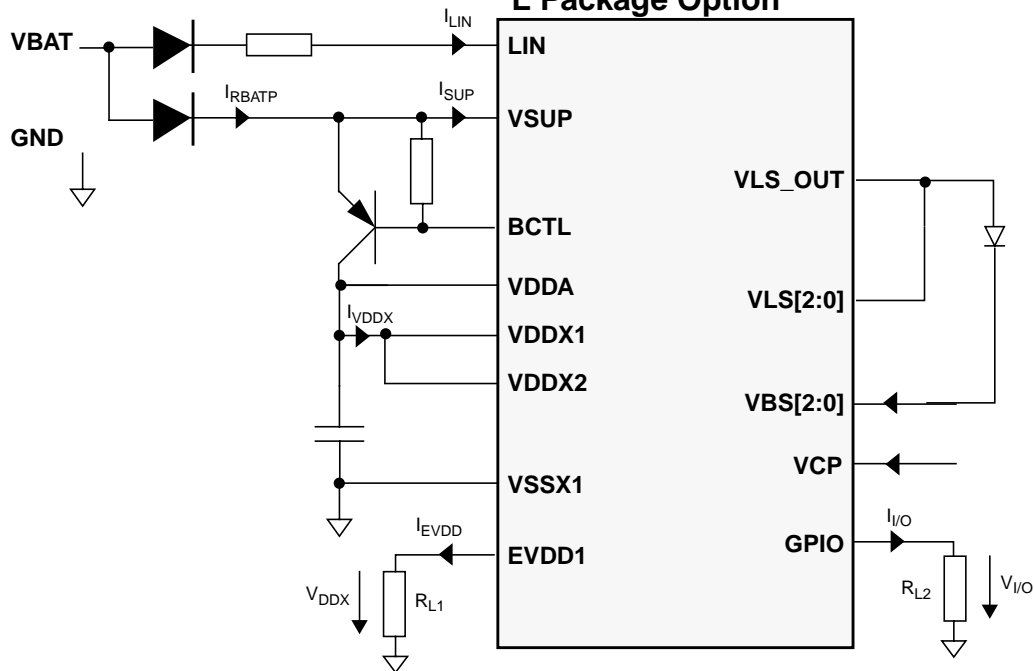 L Package Option
VBAT
I_LIN
LIN
I_RBATP
I_SUP
VSUP
GND
VLS_OUT
BCTL
VDDA
VLS[2:0]
I_VDDX
VDDX1
VDDX2
VBS[2:0]
VCP
VSSX1
I_EVDD
I_I/O
EVDD1
GPIO
V_DDX
R_L1
R_L2
V_I/O